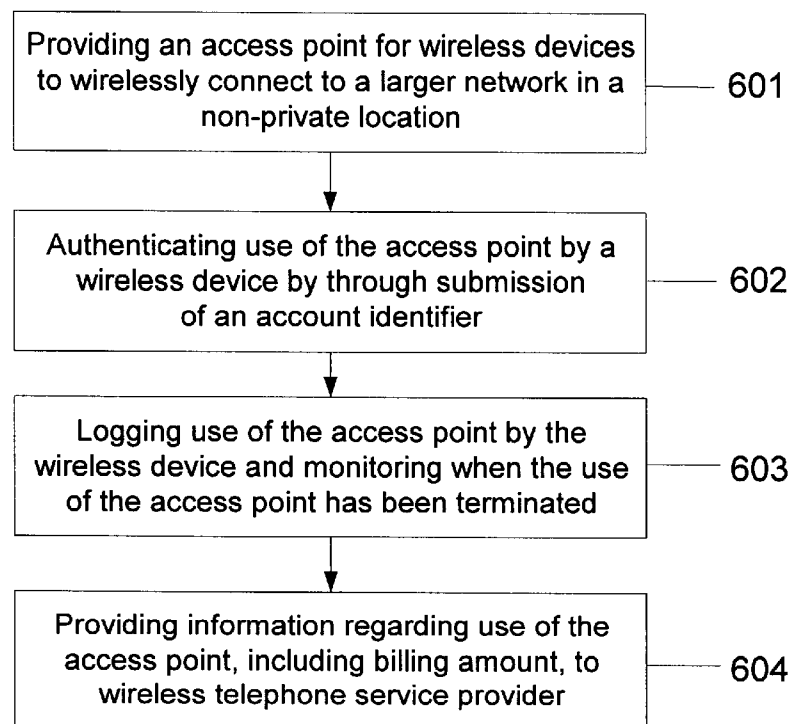 Providing an access point for wireless devices
to wirelessly connect to a larger network in a
non-private location
601
Authenticating use of the access point by a
wireless device by through submission
of an account identifier
602
Logging use of the access point by the
wireless device and monitoring when the use
of the access point has been terminated
603
Providing information regarding use of the
access point, including billing amount, to
wireless telephone service provider
604